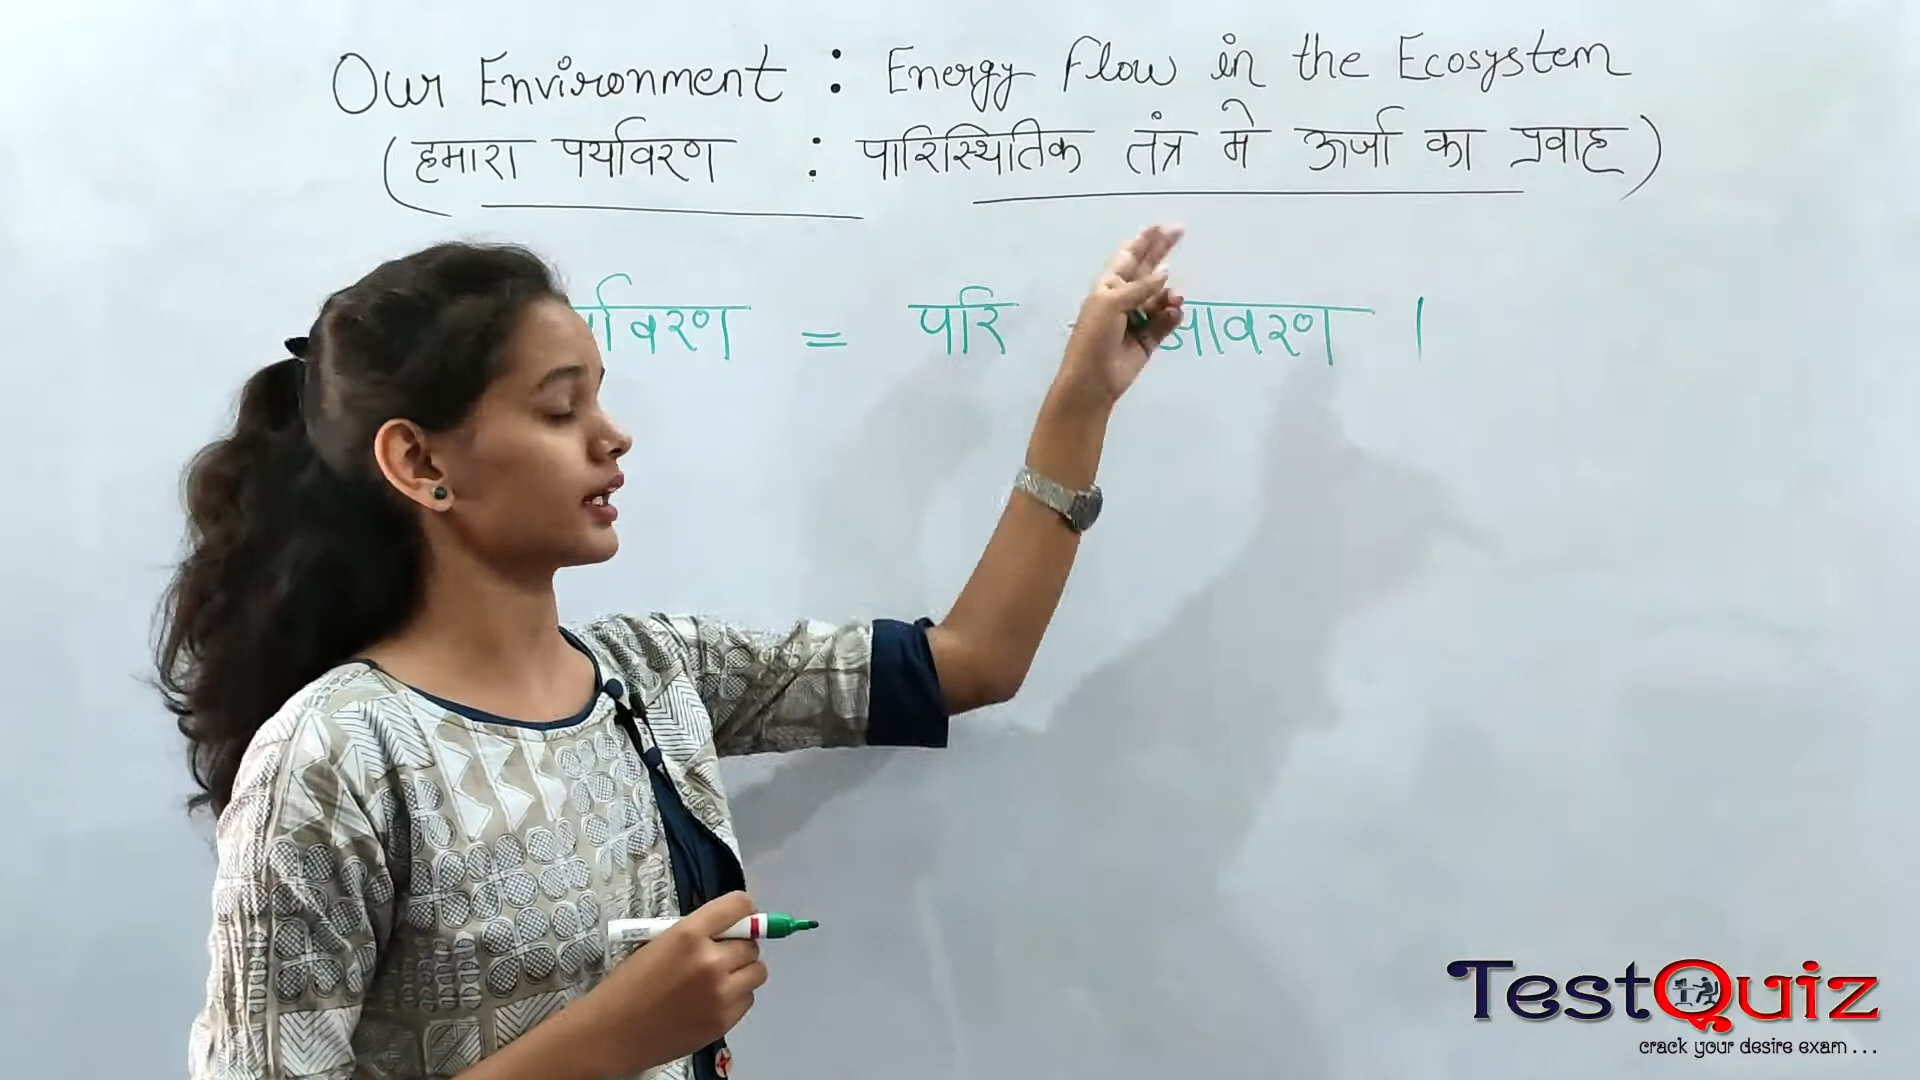 Our Environment : Energy Flow in the Ecosystem
(हमारा पर्यावरण : पारिस्थितिक तंत्र मे ऊर्जा का प्रवाह)
= परि आवरण ।
TestQuiz
crack your desire exam...